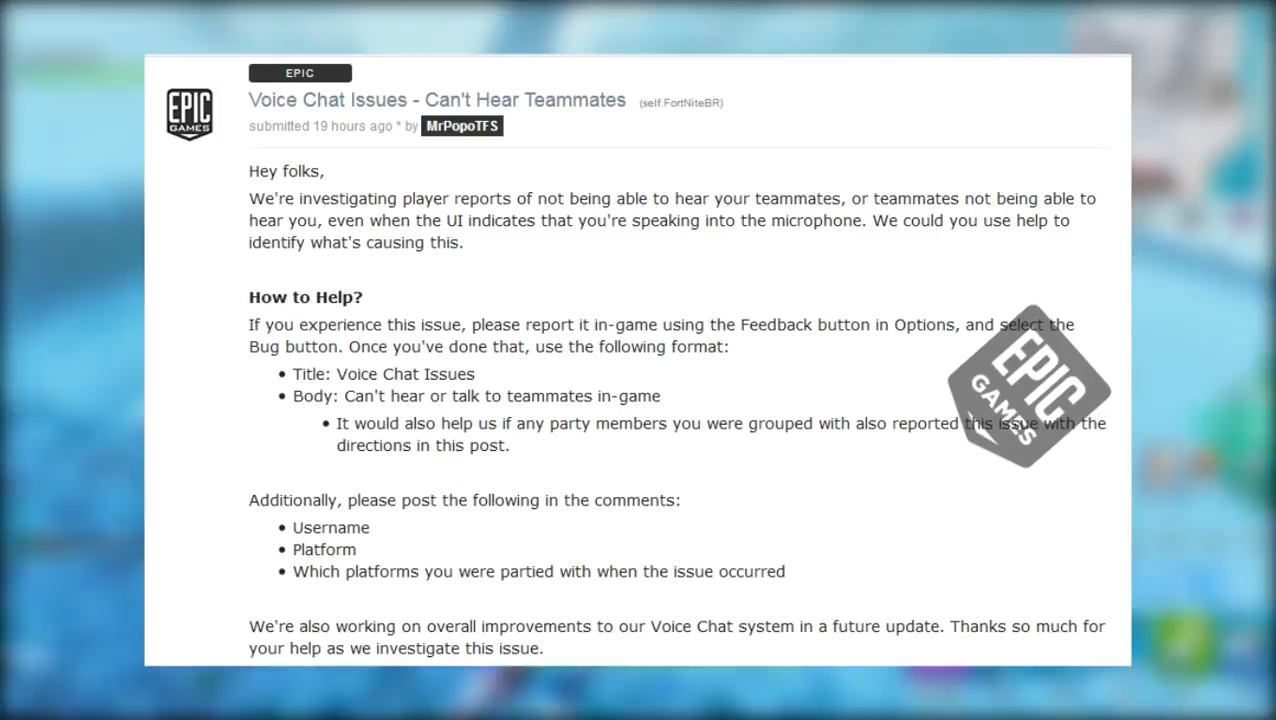 EPIC
Voice Chat Issues - Can't Hear Teammates (self.FortNiteBR)
EPIC GAMES
submitted 19 hours ago * by MrPopoTFS
Hey folks,
We're investigating player reports of not being able to hear your teammates, or teammates not being able to
hear you, even when the UI indicates that you're speaking into the microphone. We could you use help to
identify what's causing this.
How to Help?
If you experience this issue, please report it in-game using the Feedback button in Options, and select the
Bug button. Once you've done that, use the following format:
• Title: Voice Chat Issues
• Body: Can't hear or talk to teammates in-game
• It would also help us if any party members you were grouped with also reported this issue with the
directions in this post.
EPIC GAMES
Additionally, please post the following in the comments:
• Username
• Platform
• Which platforms you were partied with when the issue occurred
We're also working on overall improvements to our Voice Chat system in a future update. Thanks so much for
your help as we investigate this issue.